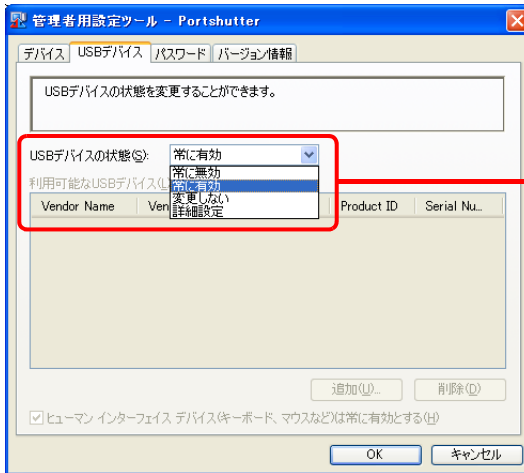 管理者用設定ツール - Portshutter
デバイス USBデバイス パスワード バージョン情報
USBデバイスの状態を変更することができます。
USBデバイスの状態(S): 常に有効
常に無効
利用可能なUSBデバイス(L 常に有効
変更しない
Vendor Name Ven 詳細設定 Product ID Serial Nu...
追加(U)... 削除(D)
ヒューマン インターフェイス デバイス(キーボード、マウスなど)は常に有効とする(H)
OK キャンセル